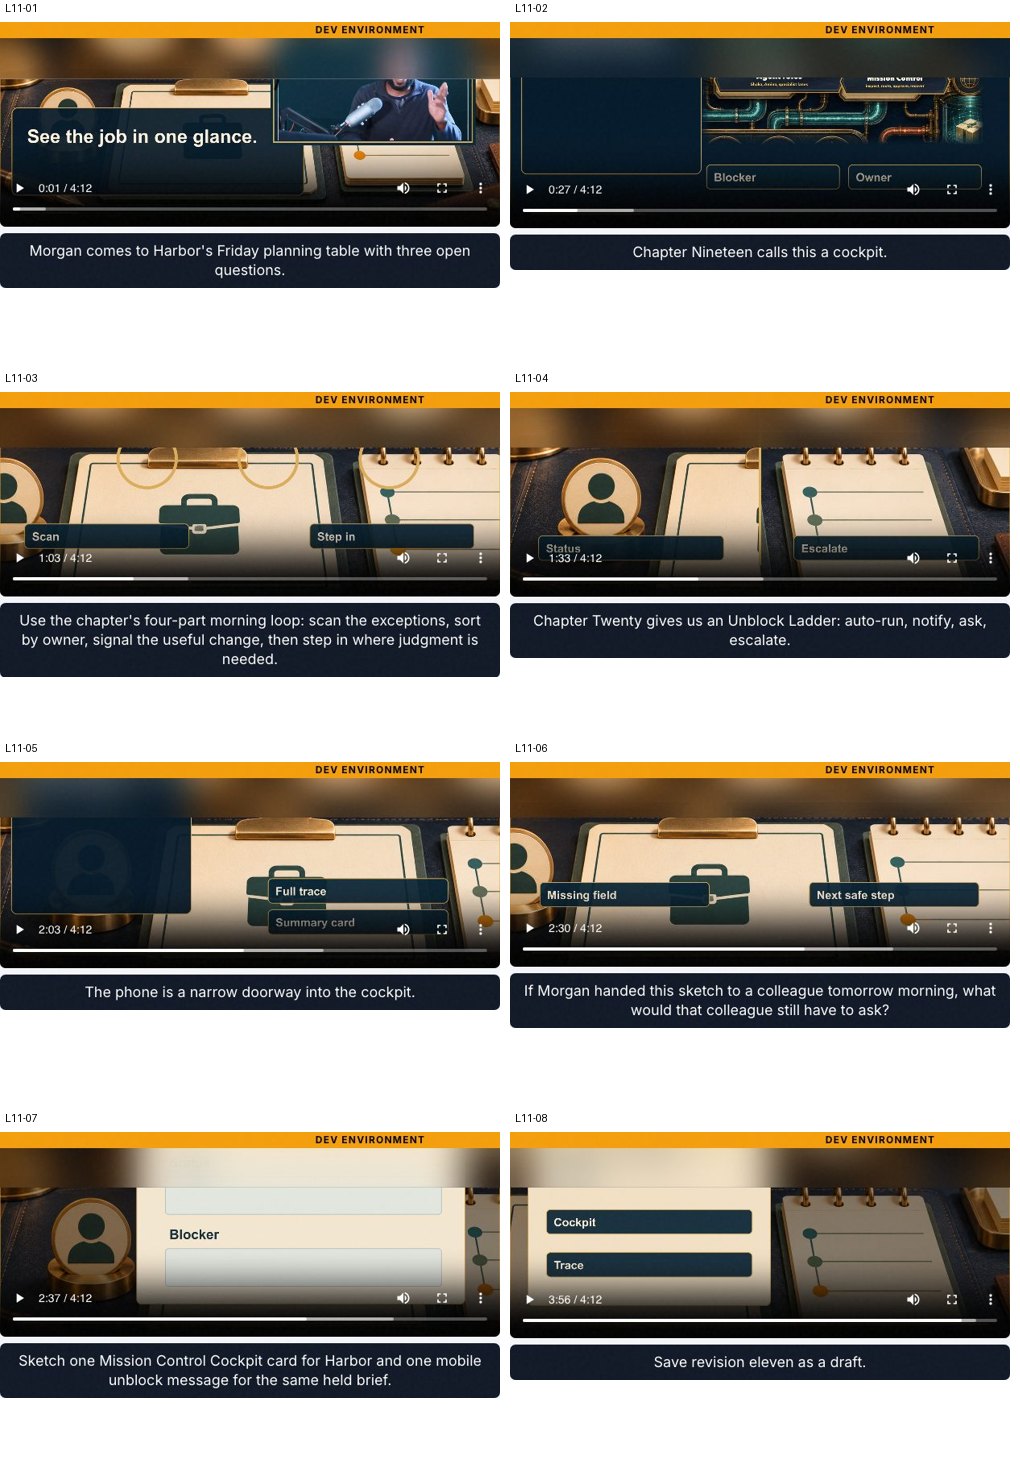 L11-01
DEV ENVIRONMENT
See the job in one glance.
0:01 / 4:12
Morgan comes to Harbor's Friday planning table with three open
questions.
L11-02
DEV ENVIRONMENT
Mission Control
Blocker
Owner
0:27 / 4:12
Chapter Nineteen calls this a cockpit.
L11-03
DEV ENVIRONMENT
Scan
Step in
1:03 / 4:12
Use the chapter's four-part morning loop: scan the exceptions, sort
by owner, signal the useful change, then step in where judgment is
needed.
L11-04
DEV ENVIRONMENT
Status
Escalate
1:33 / 4:12
Chapter Twenty gives us an Unblock Ladder: auto-run, notify, ask,
escalate.
L11-05
DEV ENVIRONMENT
Full trace
Summary card
2:03 / 4:12
The phone is a narrow doorway into the cockpit.
L11-06
DEV ENVIRONMENT
Missing field
Next safe step
2:30 / 4:12
If Morgan handed this sketch to a colleague tomorrow morning, what
would that colleague still have to ask?
L11-07
DEV ENVIRONMENT
Blocker
2:37 / 4:12
Sketch one Mission Control Cockpit card for Harbor and one mobile
unblock message for the same held brief.
L11-08
DEV ENVIRONMENT
Cockpit
Trace
3:56 / 4:12
Save revision eleven as a draft.